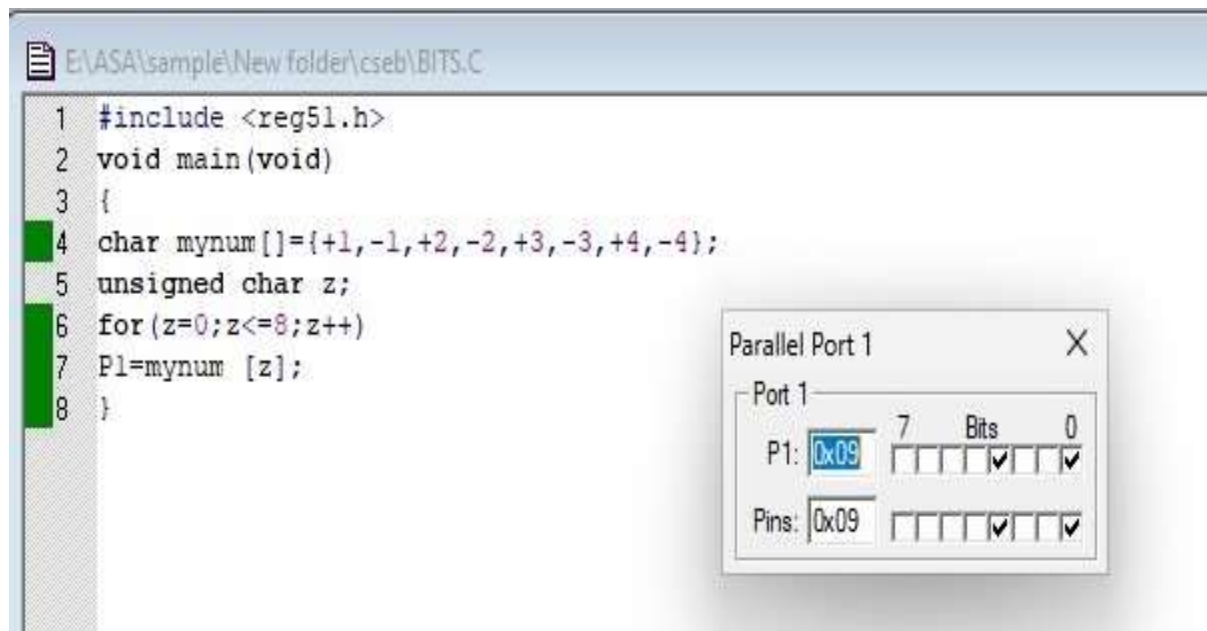 E:\ASA\sample\New folder\cseb\BITS.C
1 #include <reg51.h>
2 void main(void)
3 {
4 char mynum[]={+1,-1,+2,-2,+3,-3,+4,-4};
5 unsigned char z;
6 for(z=0;z<=8;z++)
7 P1=mynum [z];
8 }
Parallel Port 1
Port 1
7 Bits 0
P1: 0x09
Pins: 0x09